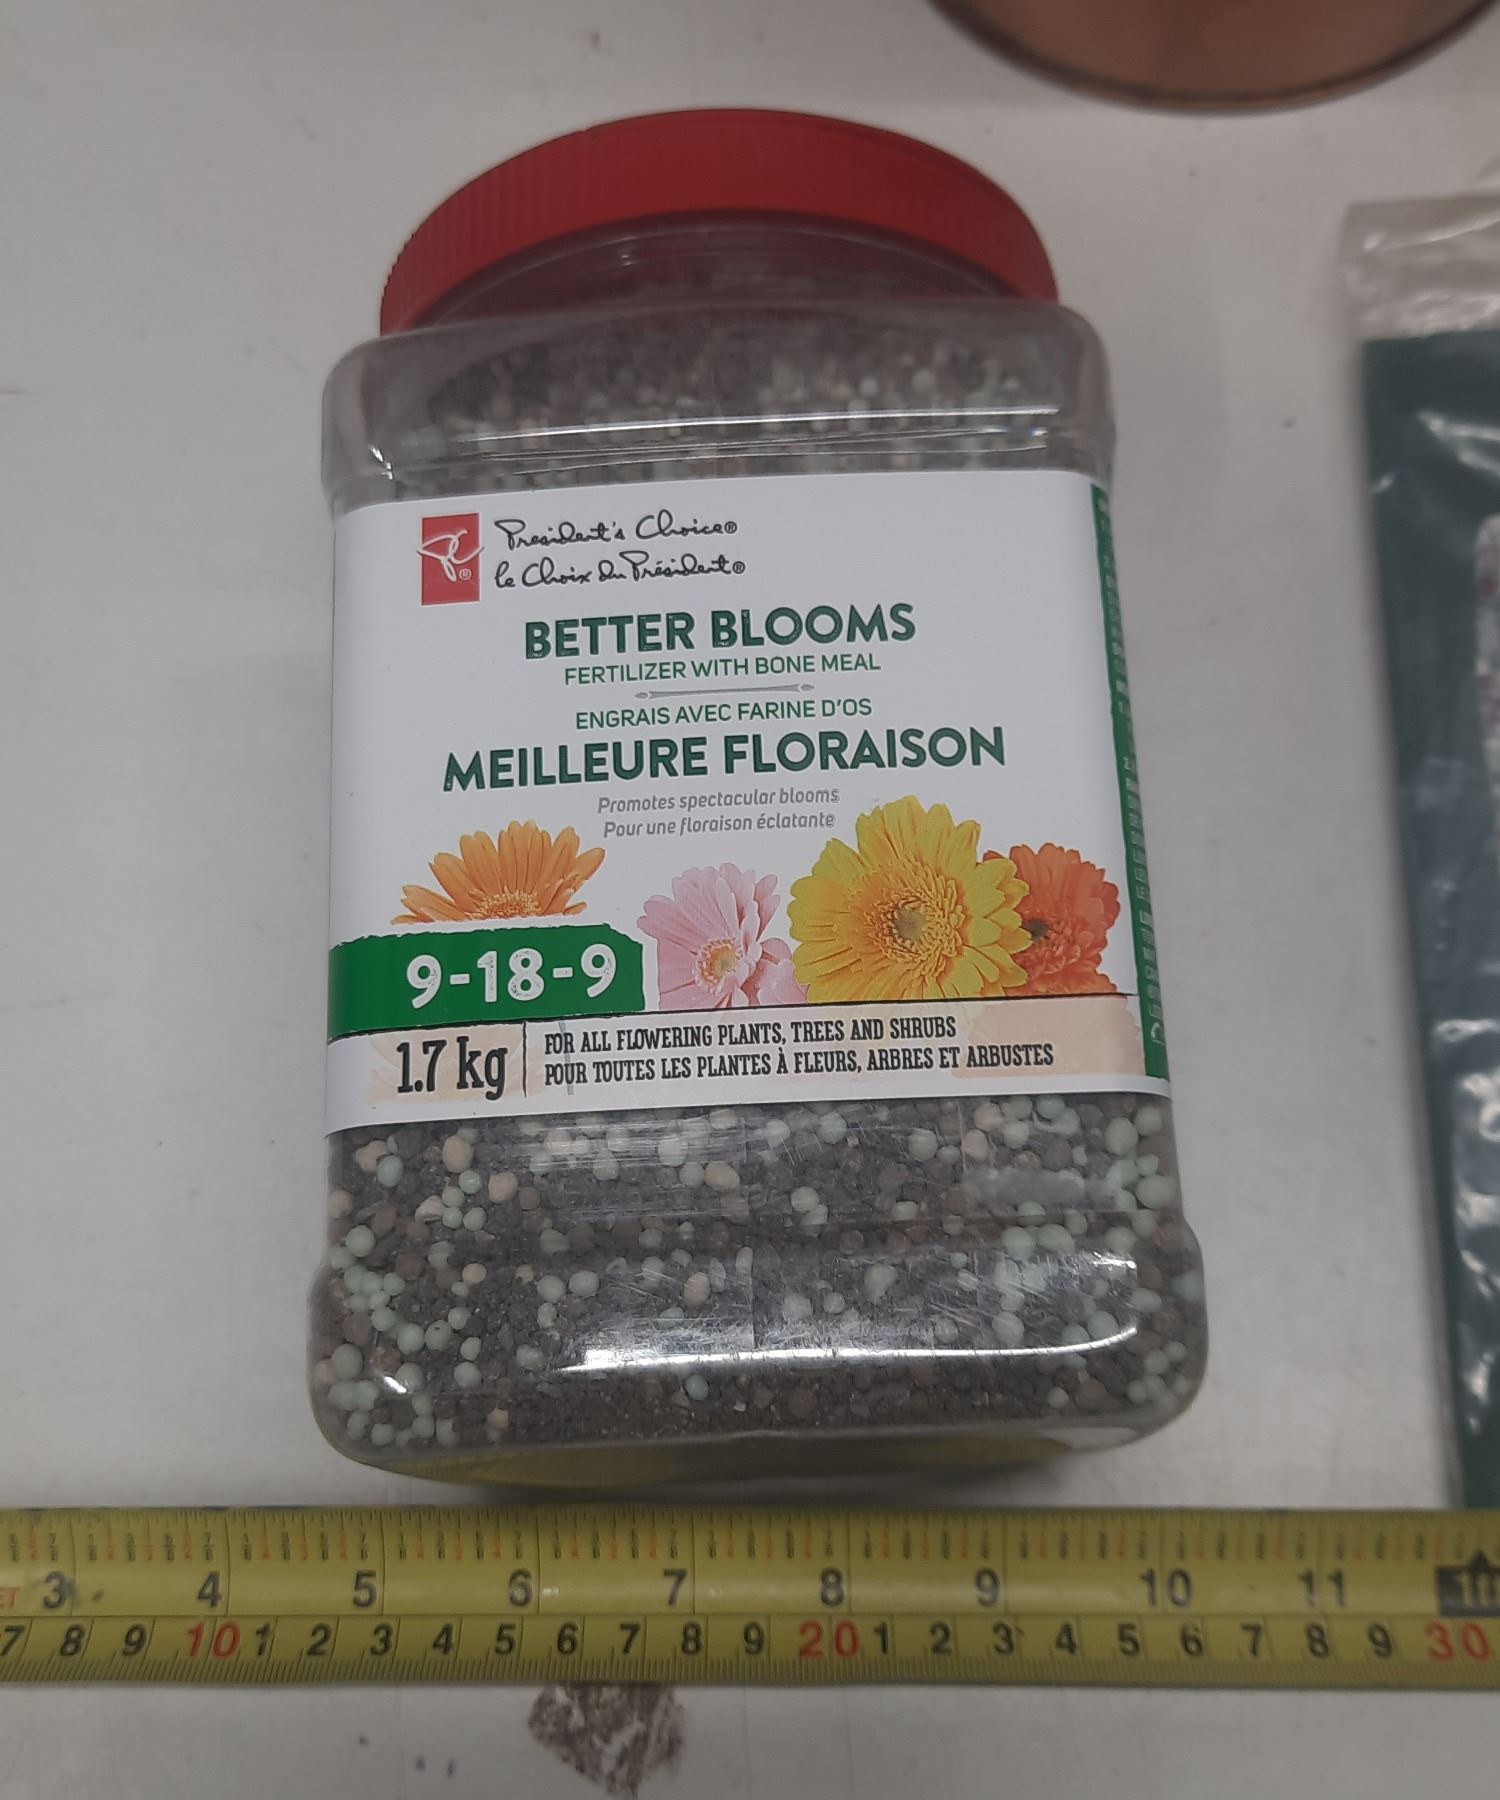 President's Choice®
le Choix du Président®
BETTER BLOOMS
FERTILIZER WITH BONE MEAL
ENGRAIS AVEC FARINE D'OS
MEILLEURE FLORAISON
Promotes spectacular blooms
Pour une floraison éclatante
9-18-9
1.7 kg
FOR ALL FLOWERING PLANTS, TREES AND SHRUBS
POUR TOUTES LES PLANTES À FLEURS, ARBRES ET ARBUSTES
3 4 5 6 7 8 9 10 11
7 8 9 10 1 2 3 4 5 6 7 8 9 20 1 2 3 4 5 6 7 8 9 30